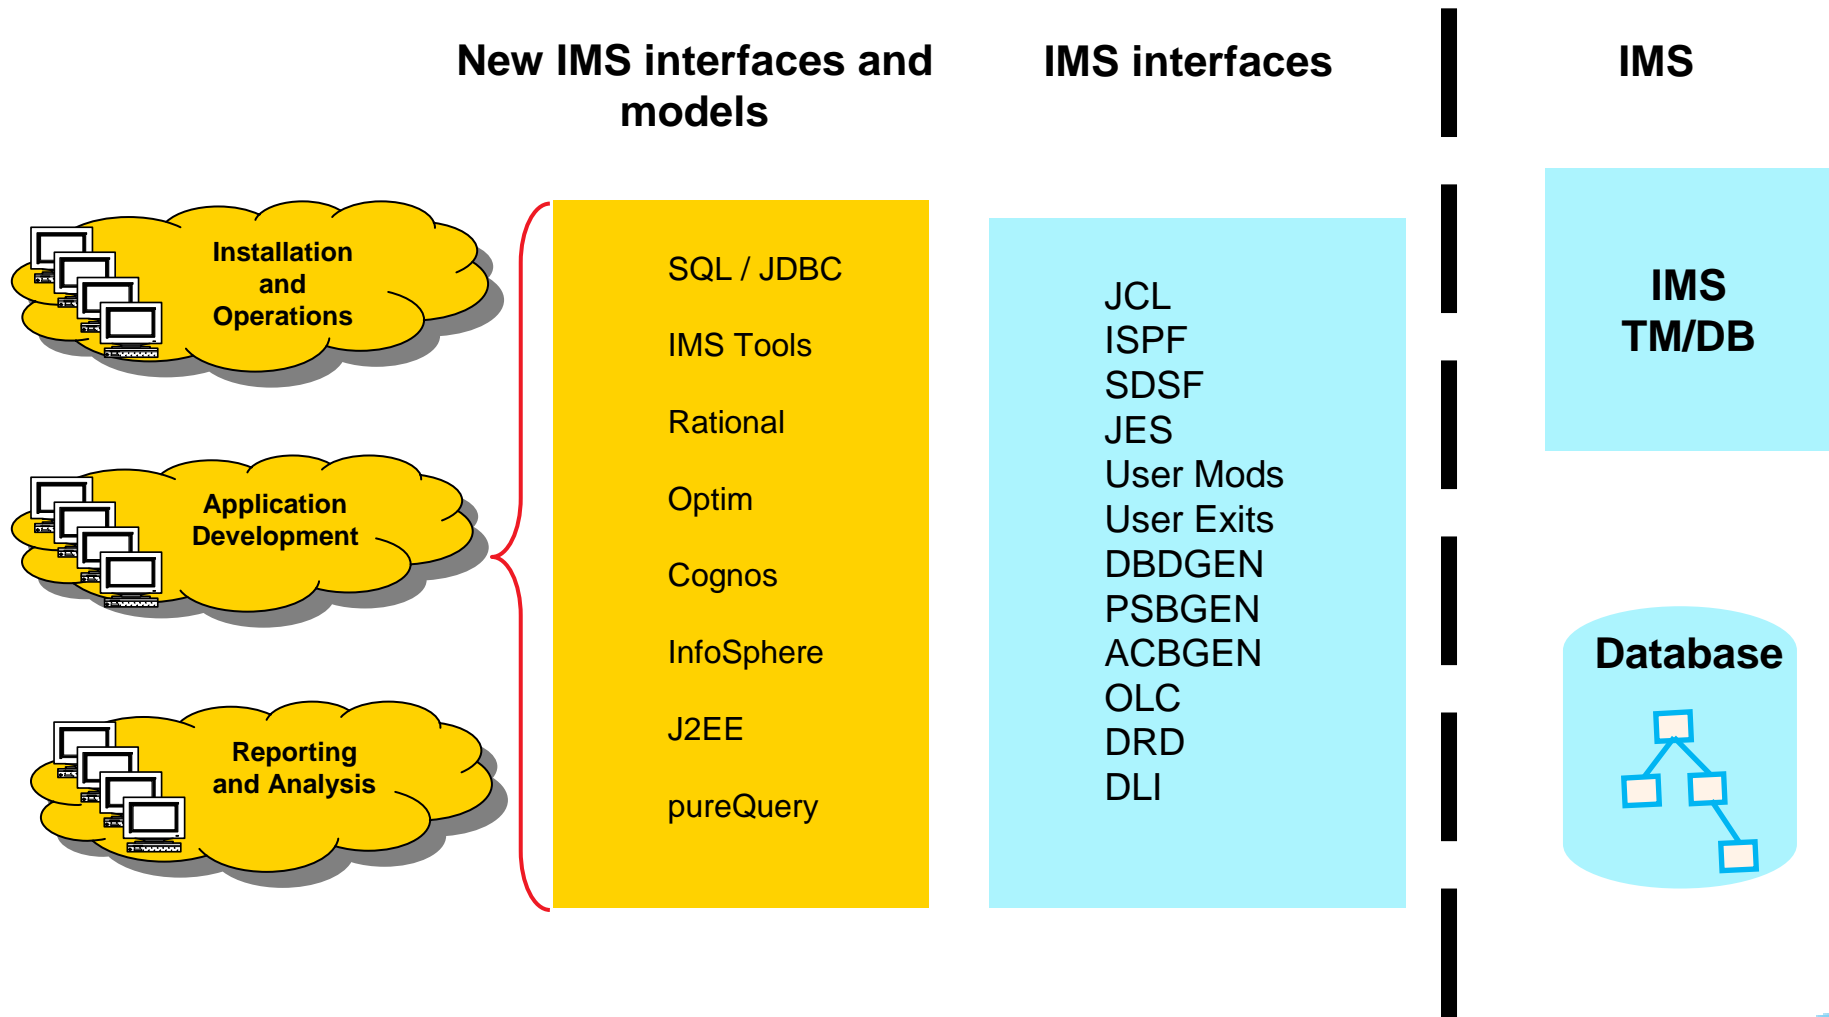 New IMS interfaces and
models
IMS interfaces
IMS
Installation
and
Operations
Application
Development
Reporting
and Analysis
SQL / JDBC
IMS Tools
Rational
Optim
Cognos
InfoSphere
J2EE
pureQuery
JCL
ISPF
SDSF
JES
User Mods
User Exits
DBDGEN
PSBGEN
ACBGEN
OLC
DRD
DLI
IMS
TM/DB
Database